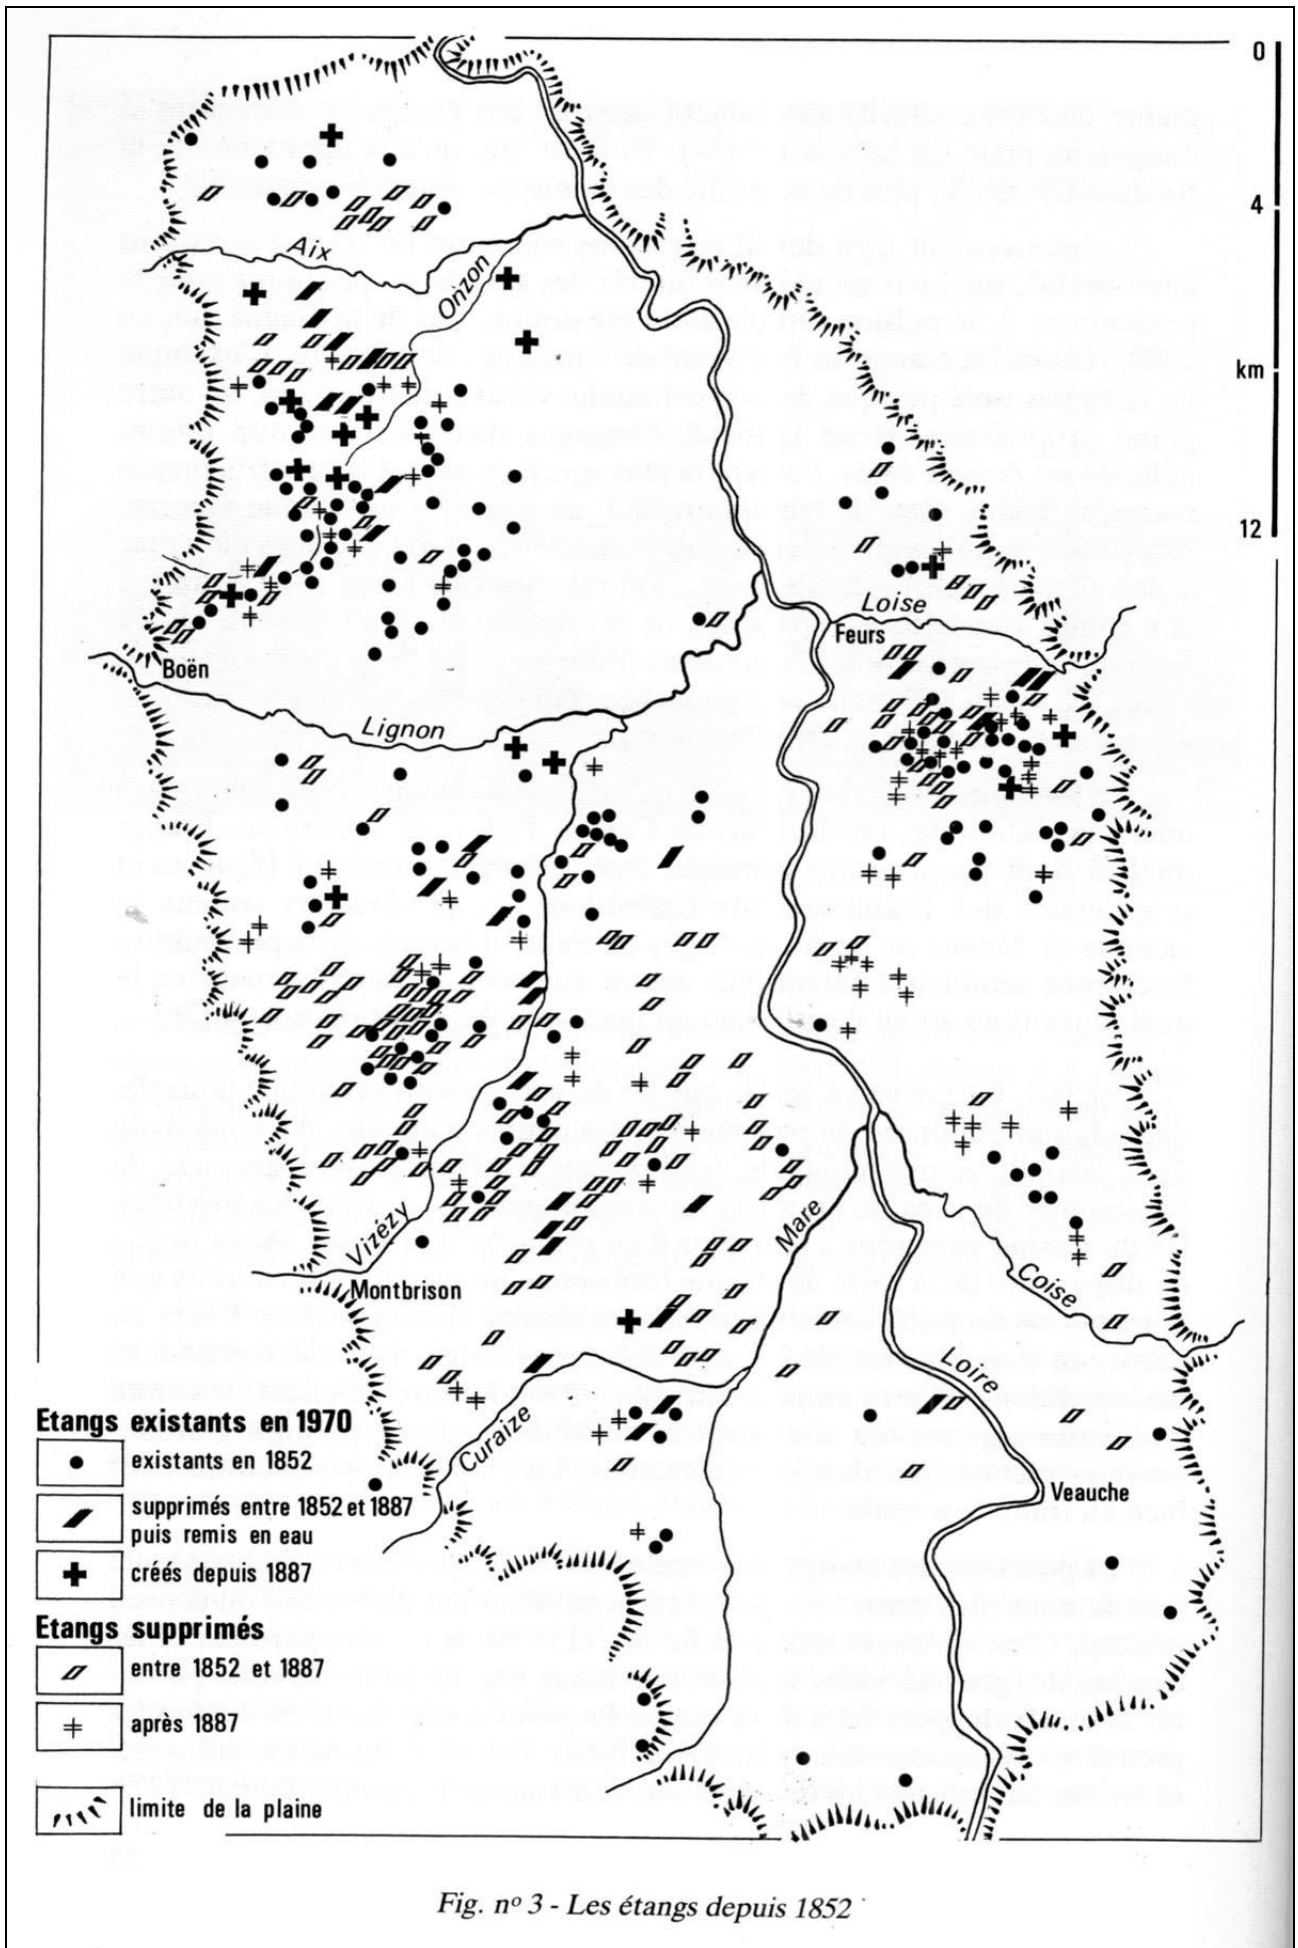 0
4
km
12
Aix
Onzon
Loise
Feurs
Boën
Lignon
Mare
Vizézy
Coise
Montbrison
Loire
Curaize
Veauche
Etangs existants en 1970
existants en 1852
supprimés entre 1852 et 1887
puis remis en eau
créés depuis 1887
Etangs supprimés
entre 1852 et 1887
après 1887
limite de la plaine
Fig. nº 3 - Les étangs depuis 1852